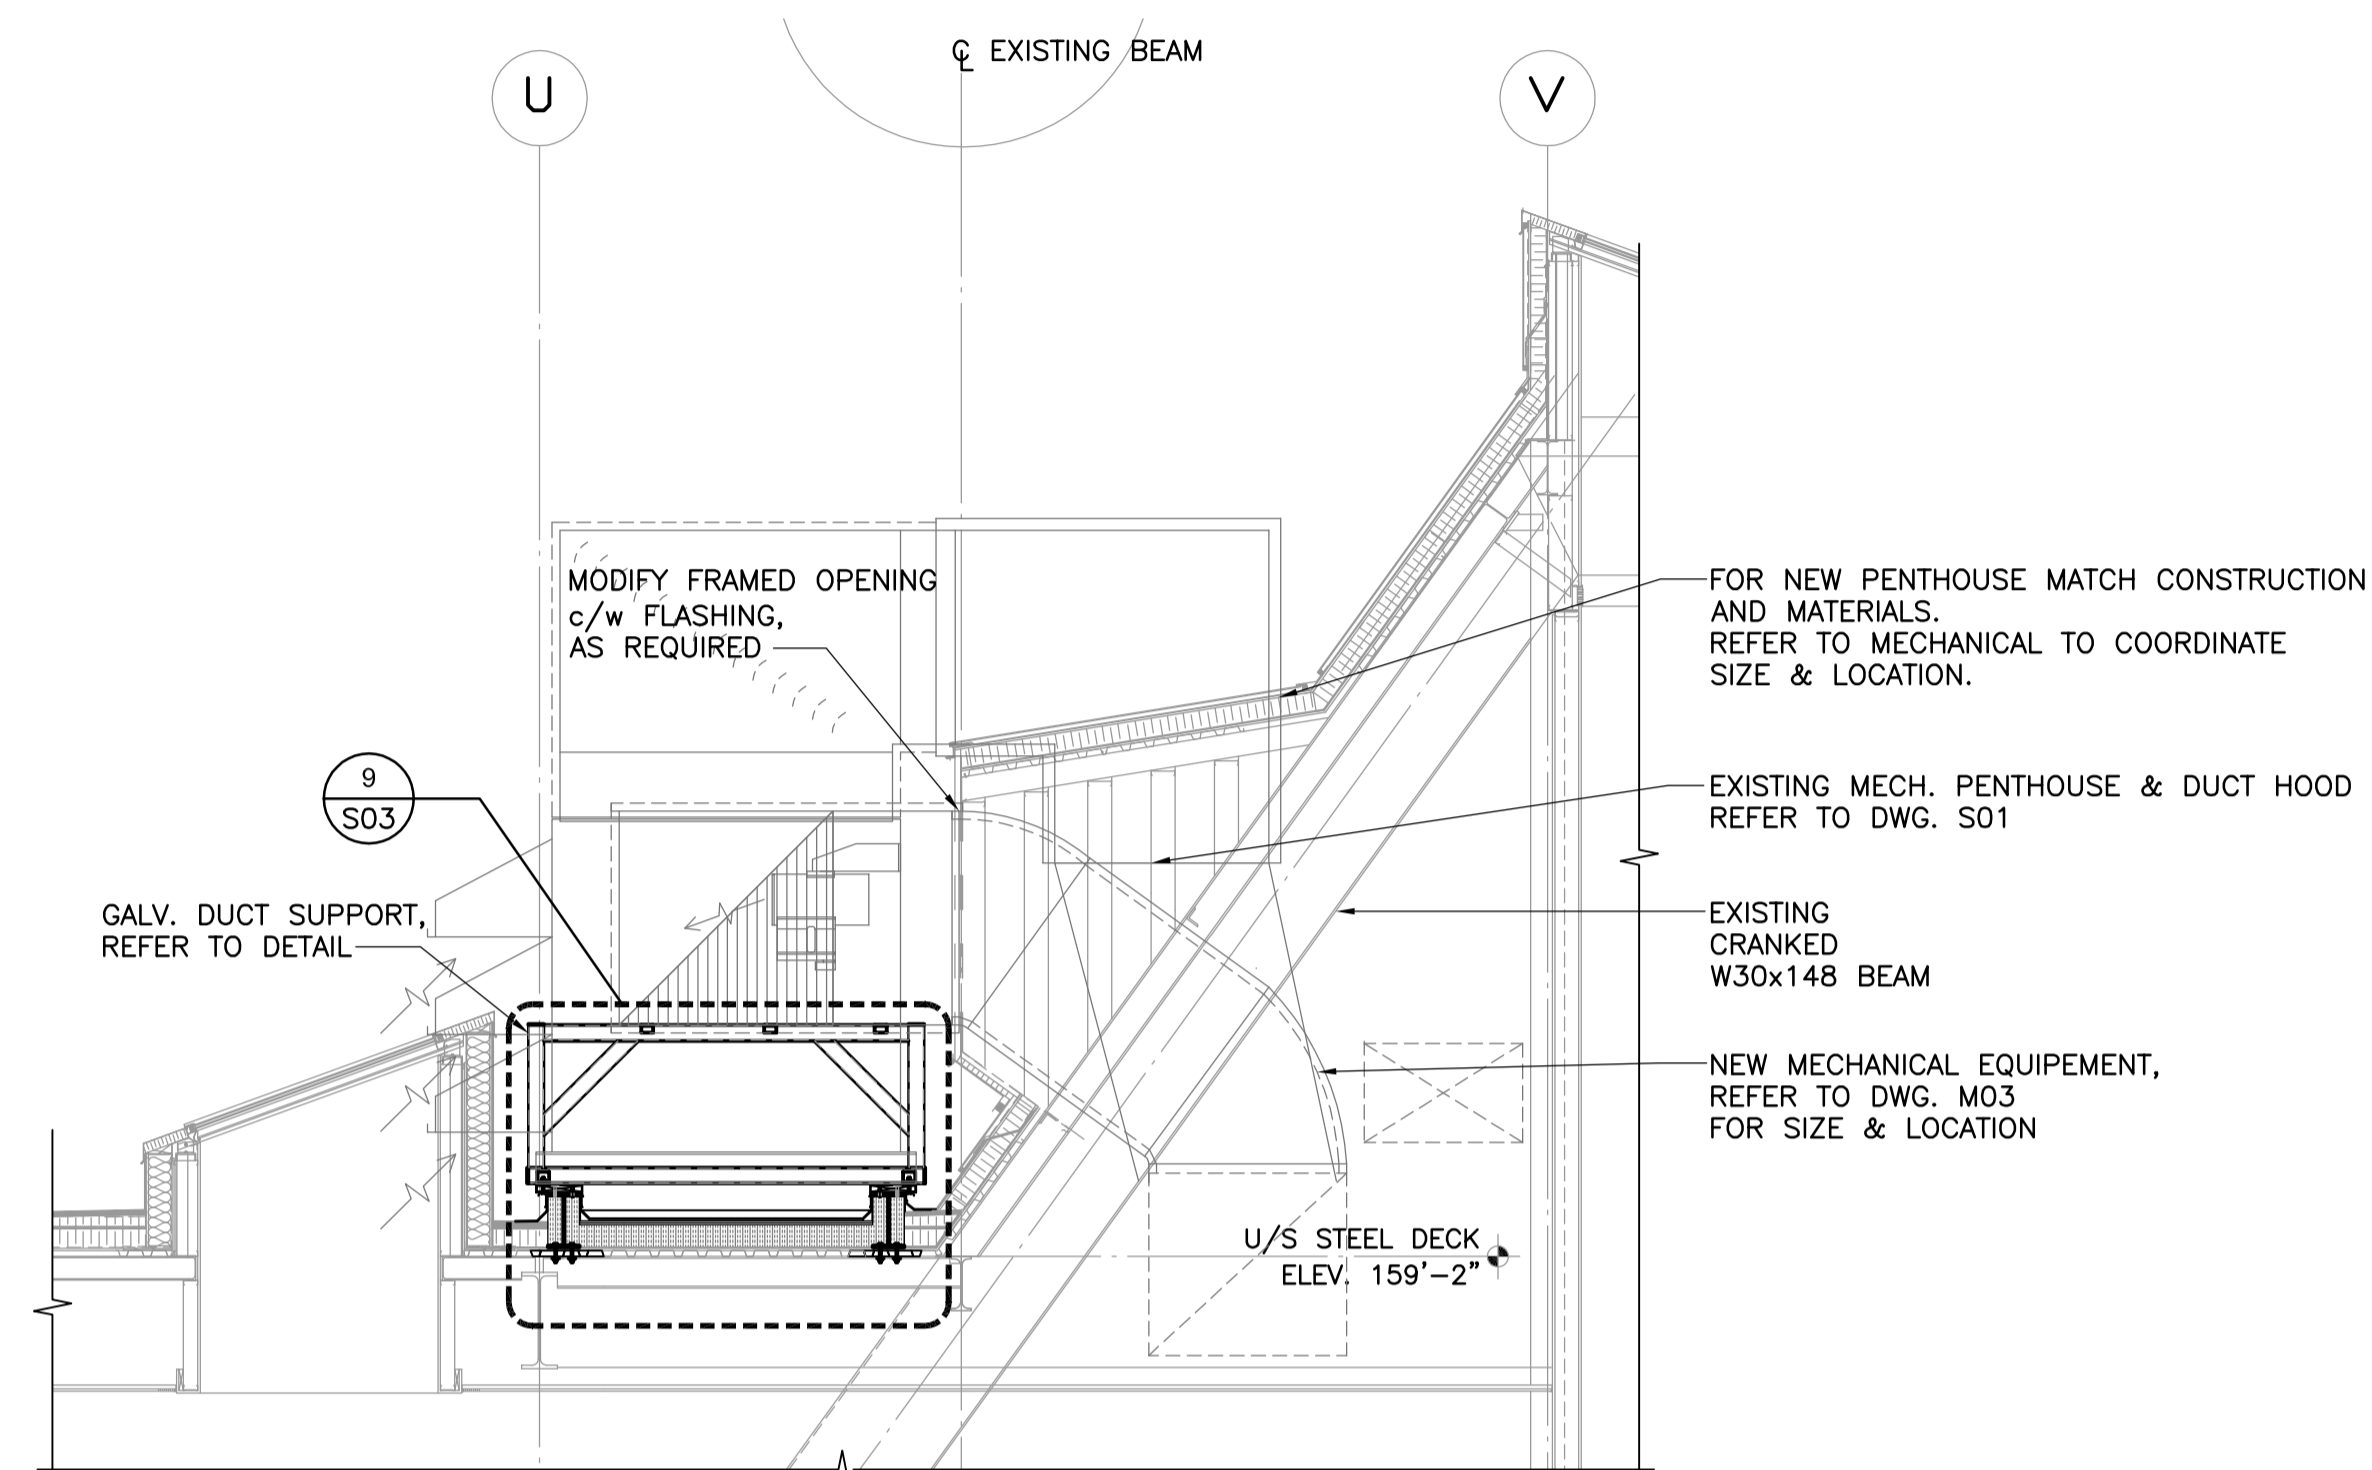 ℄ EXISTING BEAM
U
V
MODIFY FRAMED OPENING
c/w FLASHING,
AS REQUIRED
FOR NEW PENTHOUSE MATCH CONSTRUCTION
AND MATERIALS.
REFER TO MECHANICAL TO COORDINATE
SIZE & LOCATION.
9
S03
EXISTING MECH. PENTHOUSE & DUCT HOOD
REFER TO DWG. S01
GALV. DUCT SUPPORT,
REFER TO DETAIL
EXISTING
CRANKED
W30x148 BEAM
NEW MECHANICAL EQUIPEMENT,
REFER TO DWG. M03
FOR SIZE & LOCATION
U/S STEEL DECK
ELEV. 159'-2"